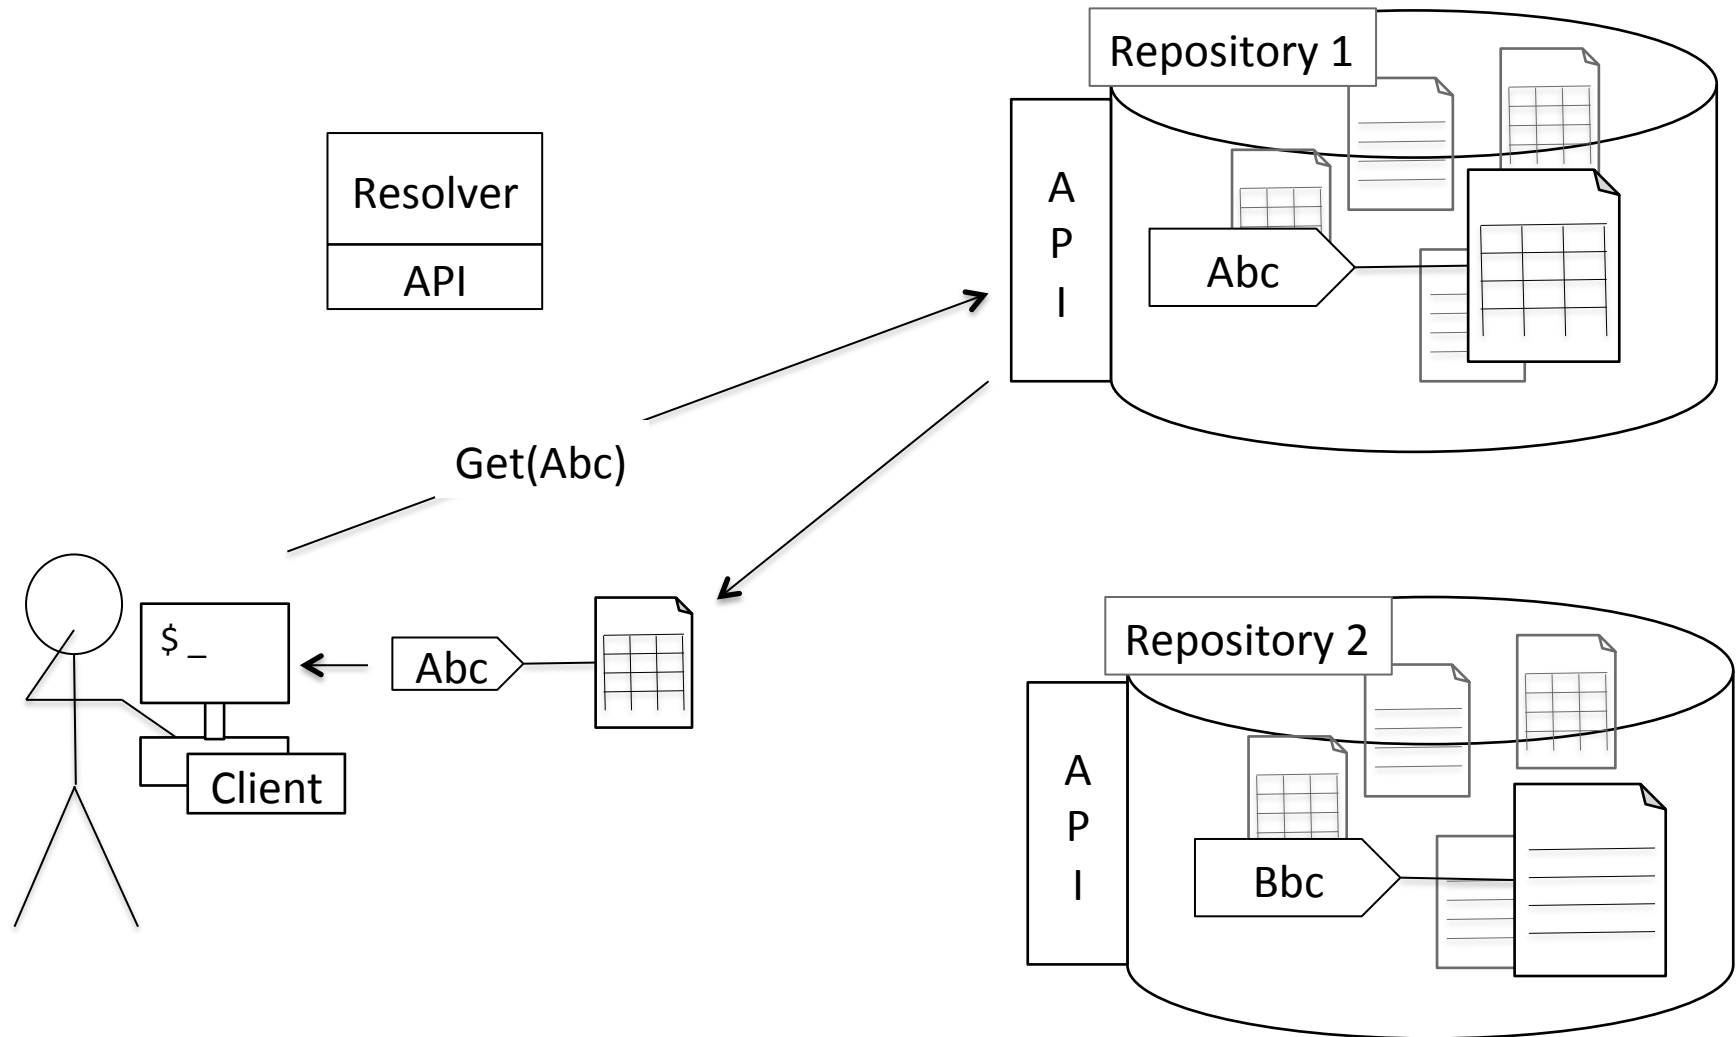 Repository 1
Resolver
API
A
P
I
Abc
Get(Abc)
$ _
Abc
Client
Repository 2
A
P
I
Bbc